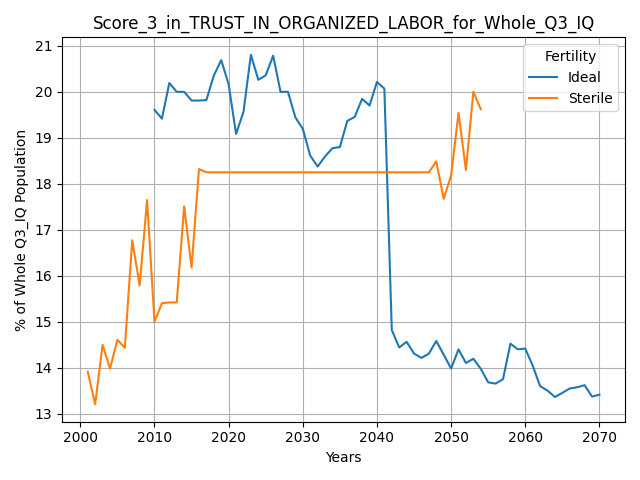 Score_3_in_TRUST_IN_ORGANIZED_LABOR_for_Whole_Q3_IQ
Fertility
Ideal
Sterile
% of Whole Q3_IQ Population
21
20
19
18
17
16
15
14
13
2000 2010 2020 2030 2040 2050 2060 2070
Years